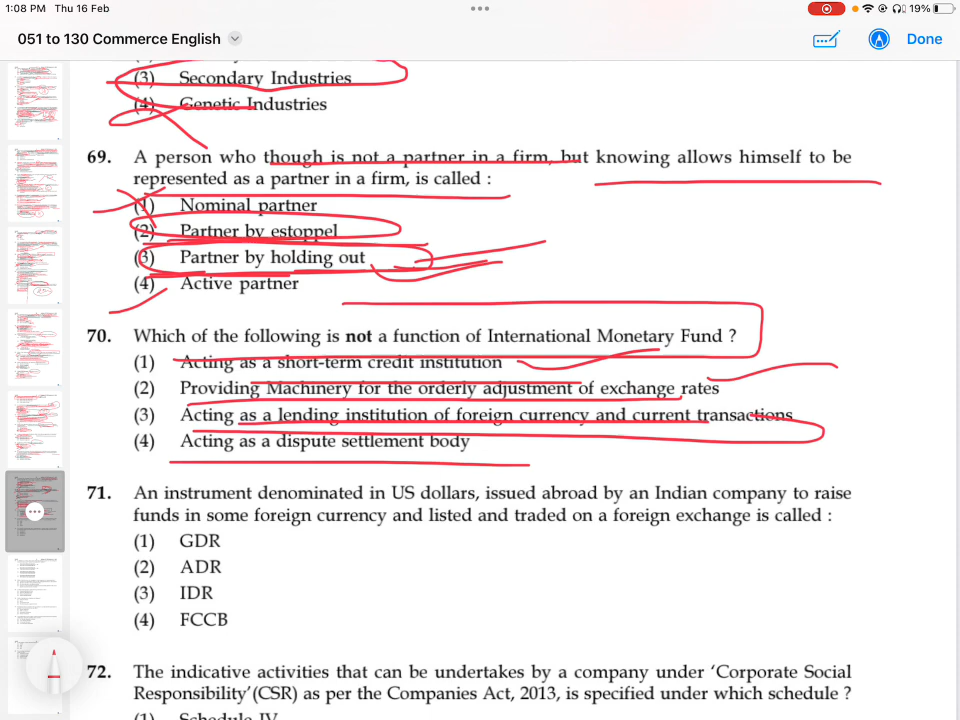 1:08 PM Thu 16 Feb
19%
051 to 130 Commerce English
Done
(3) Secondary Industries
(4) Genetic Industries
69. A person who though is not a partner in a firm, but knowing allows himself to be
represented as a partner in a firm, is called :
(1) Nominal partner
(2) Partner by estoppel
(3) Partner by holding out
(4) Active partner
70. Which of the following is not a function of International Monetary Fund ?
(1) Acting as a short-term credit institution
(2) Providing Machinery for the orderly adjustment of exchange rates
(3) Acting as a lending institution of foreign currency and current transactions
(4) Acting as a dispute settlement body
71. An instrument denominated in US dollars, issued abroad by an Indian company to raise
funds in some foreign currency and listed and traded on a foreign exchange is called :
(1) GDR
(2) ADR
(3) IDR
(4) FCCB
72. The indicative activities that can be undertakes by a company under ‘Corporate Social
Responsibility’(CSR) as per the Companies Act, 2013, is specified under which schedule ?
(1) Schedule IV